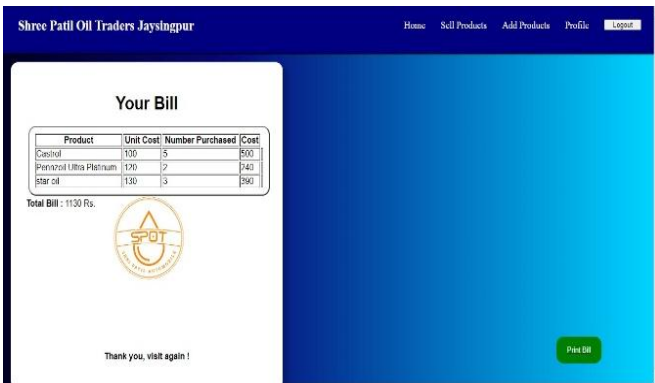 Shree Patil Oil Traders Jaysingpur Home Sell Products Add Products Profile Logout
Your Bill
Product Unit Cost Number Purchased Cost
Castrol 100 5 500
Pennzoil Ultra Platinum 120 2 240
star oil 130 3 390
Total Bill : 1130 Rs.
SPOT
Thank you, visit again !
Print Bill